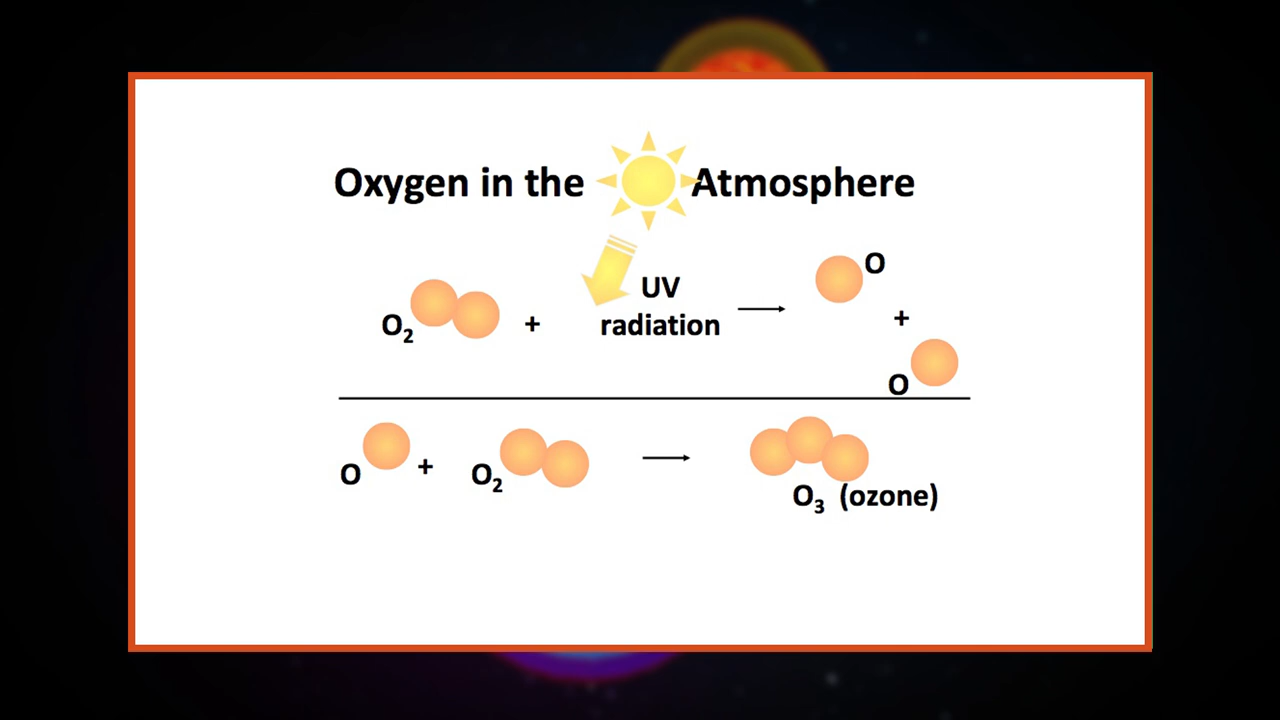 Oxygen in the Atmosphere
O₂ + UV radiation → O + O
O + O₂ → O₃ (ozone)